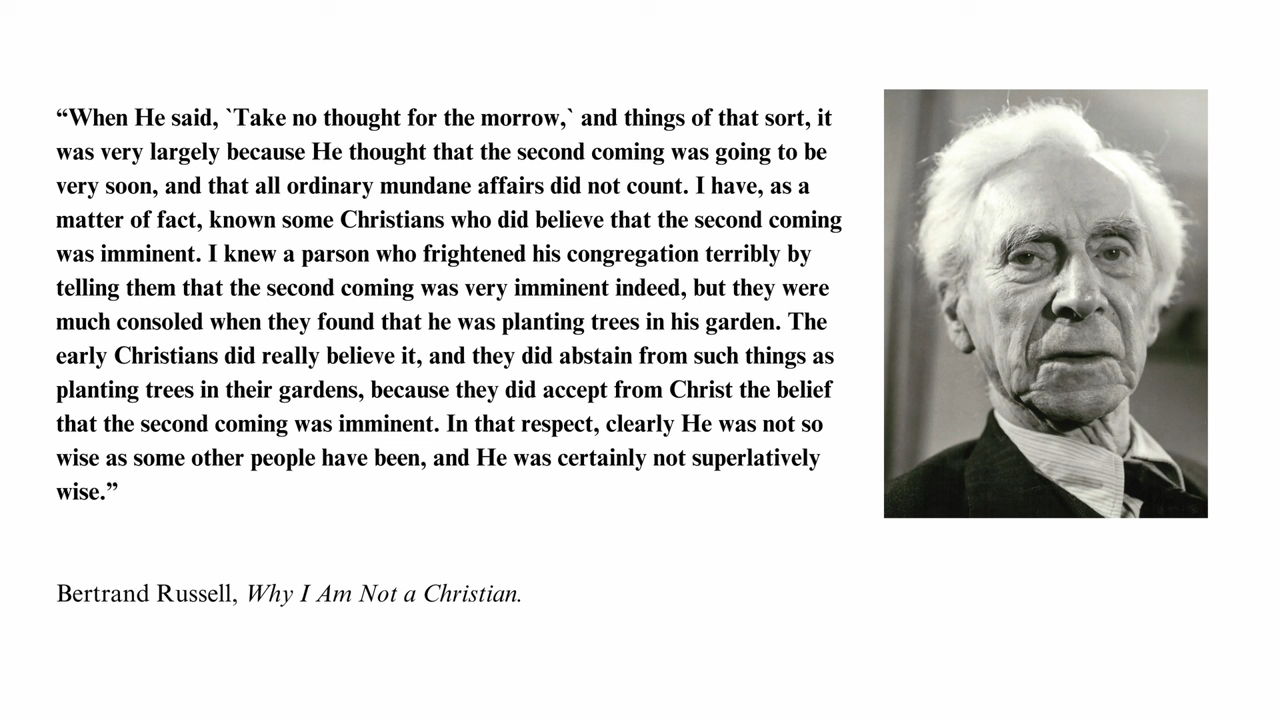 “When He said, `Take no thought for the morrow,` and things of that sort, it
was very largely because He thought that the second coming was going to be
very soon, and that all ordinary mundane affairs did not count. I have, as a
matter of fact, known some Christians who did believe that the second coming
was imminent. I knew a parson who frightened his congregation terribly by
telling them that the second coming was very imminent indeed, but they were
much consoled when they found that he was planting trees in his garden. The
early Christians did really believe it, and they did abstain from such things as
planting trees in their gardens, because they did accept from Christ the belief
that the second coming was imminent. In that respect, clearly He was not so
wise as some other people have been, and He was certainly not superlatively
wise.”
Bertrand Russell, Why I Am Not a Christian.